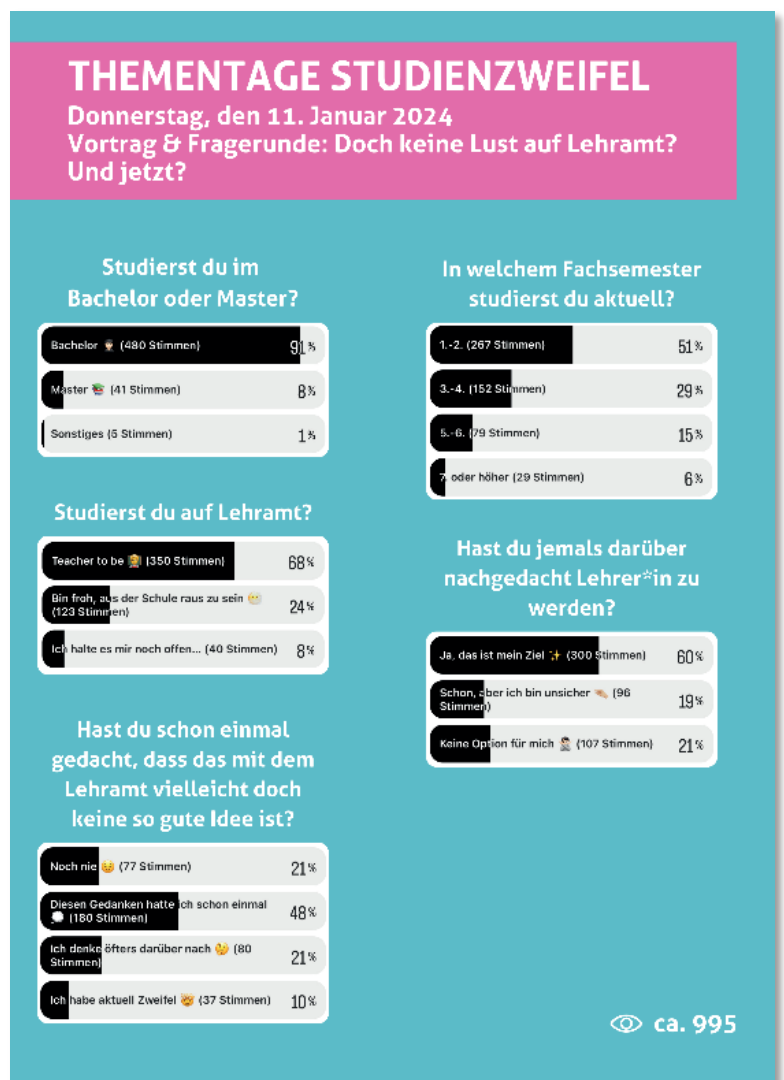 THEMENTAGE STUDIENZWEIFEL
Donnerstag, den 11. Januar 2024
Vortrag & Fragerunde: Doch keine Lust auf Lehramt?
Und jetzt?
Studierst du im
Bachelor oder Master?
Bachelor 👨🏻‍🎓 (480 Stimmen) 91%
Master 📚 (41 Stimmen) 8%
Sonstiges (5 Stimmen) 1%
Studierst du auf Lehramt?
Teacher to be 👩‍🏫 (350 Stimmen) 68%
Bin froh, aus der Schule raus zu sein 😬
(123 Stimmen) 24%
Ich halte es mir noch offen... (40 Stimmen) 8%
Hast du schon einmal
gedacht, dass das mit dem
Lehramt vielleicht doch
keine so gute Idee ist?
Noch nie (77 Stimmen) 21%
Diesen Gedanken hatte ich schon einmal
💭 (180 Stimmen) 48%
Ich denke öfters darüber nach 🤔 (80
Stimmen) 21%
Ich habe aktuell Zweifel (37 Stimmen) 10%
In welchem Fachsemester
studierst du aktuell?
1.-2. (267 Stimmen) 51%
3.-4. (152 Stimmen) 29%
5.-6. (79 Stimmen) 15%
7. oder höher (29 Stimmen) 6%
Hast du jemals darüber
nachgedacht Lehrer*in zu
werden?
Ja, das ist mein Ziel ✨ (300 Stimmen) 60%
Schon, aber ich bin unsicher (96
Stimmen) 19%
Keine Option für mich (107 Stimmen) 21%
ca. 995